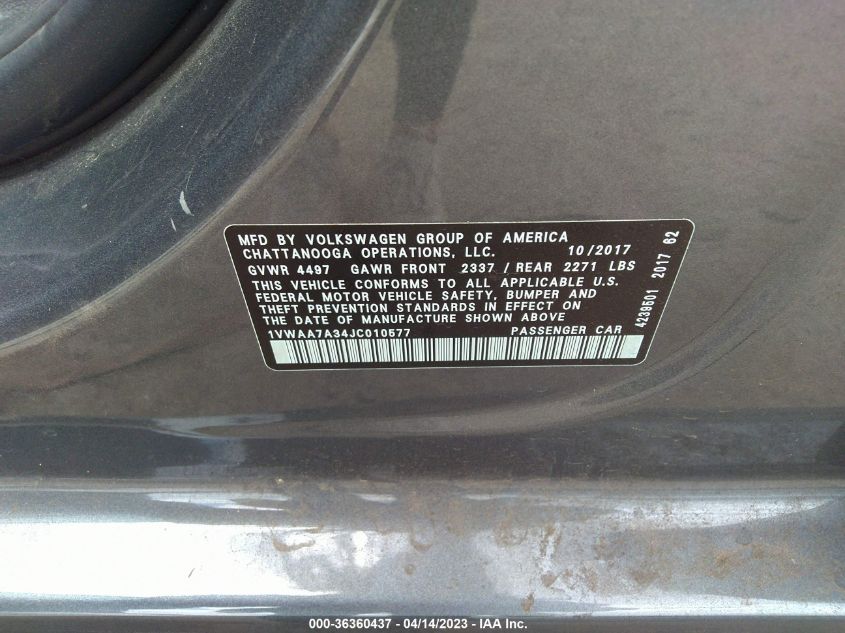 MFD BY VOLKSWAGEN GROUP OF AMERICA
CHATTANOOGA OPERATIONS, LLC. 10/2017
GVWR 4497 GAWR FRONT 2337 / REAR 2271 LBS
THIS VEHICLE CONFORMS TO ALL APPLICABLE U.S.
FEDERAL MOTOR VEHICLE SAFETY, BUMPER AND
THEFT PREVENTION STANDARDS IN EFFECT ON
THE DATE OF MANUFACTURE SHOWN ABOVE
1VWAA7A34JC010577 PASSENGER CAR
4239501 2017 62
000-36360437 - 04/14/2023 - IAA Inc.